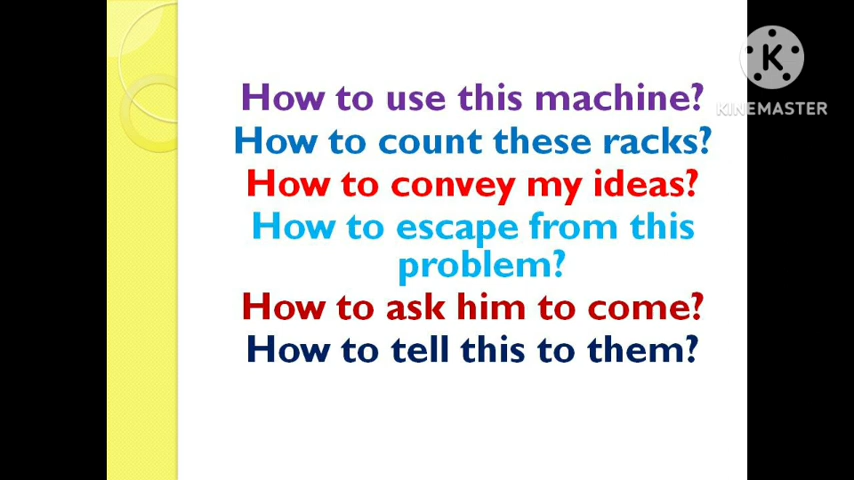 How to use this machine?
How to count these racks?
How to convey my ideas?
How to escape from this
problem?
How to ask him to come?
How to tell this to them?
K
KINEMASTER